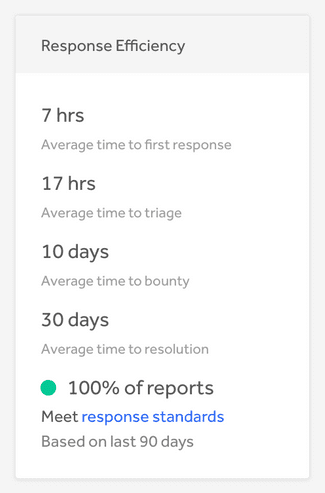 Response Efficiency
7 hrs
Average time to first response
17 hrs
Average time to triage
10 days
Average time to bounty
30 days
Average time to resolution
100% of reports
Meet response standards
Based on last 90 days